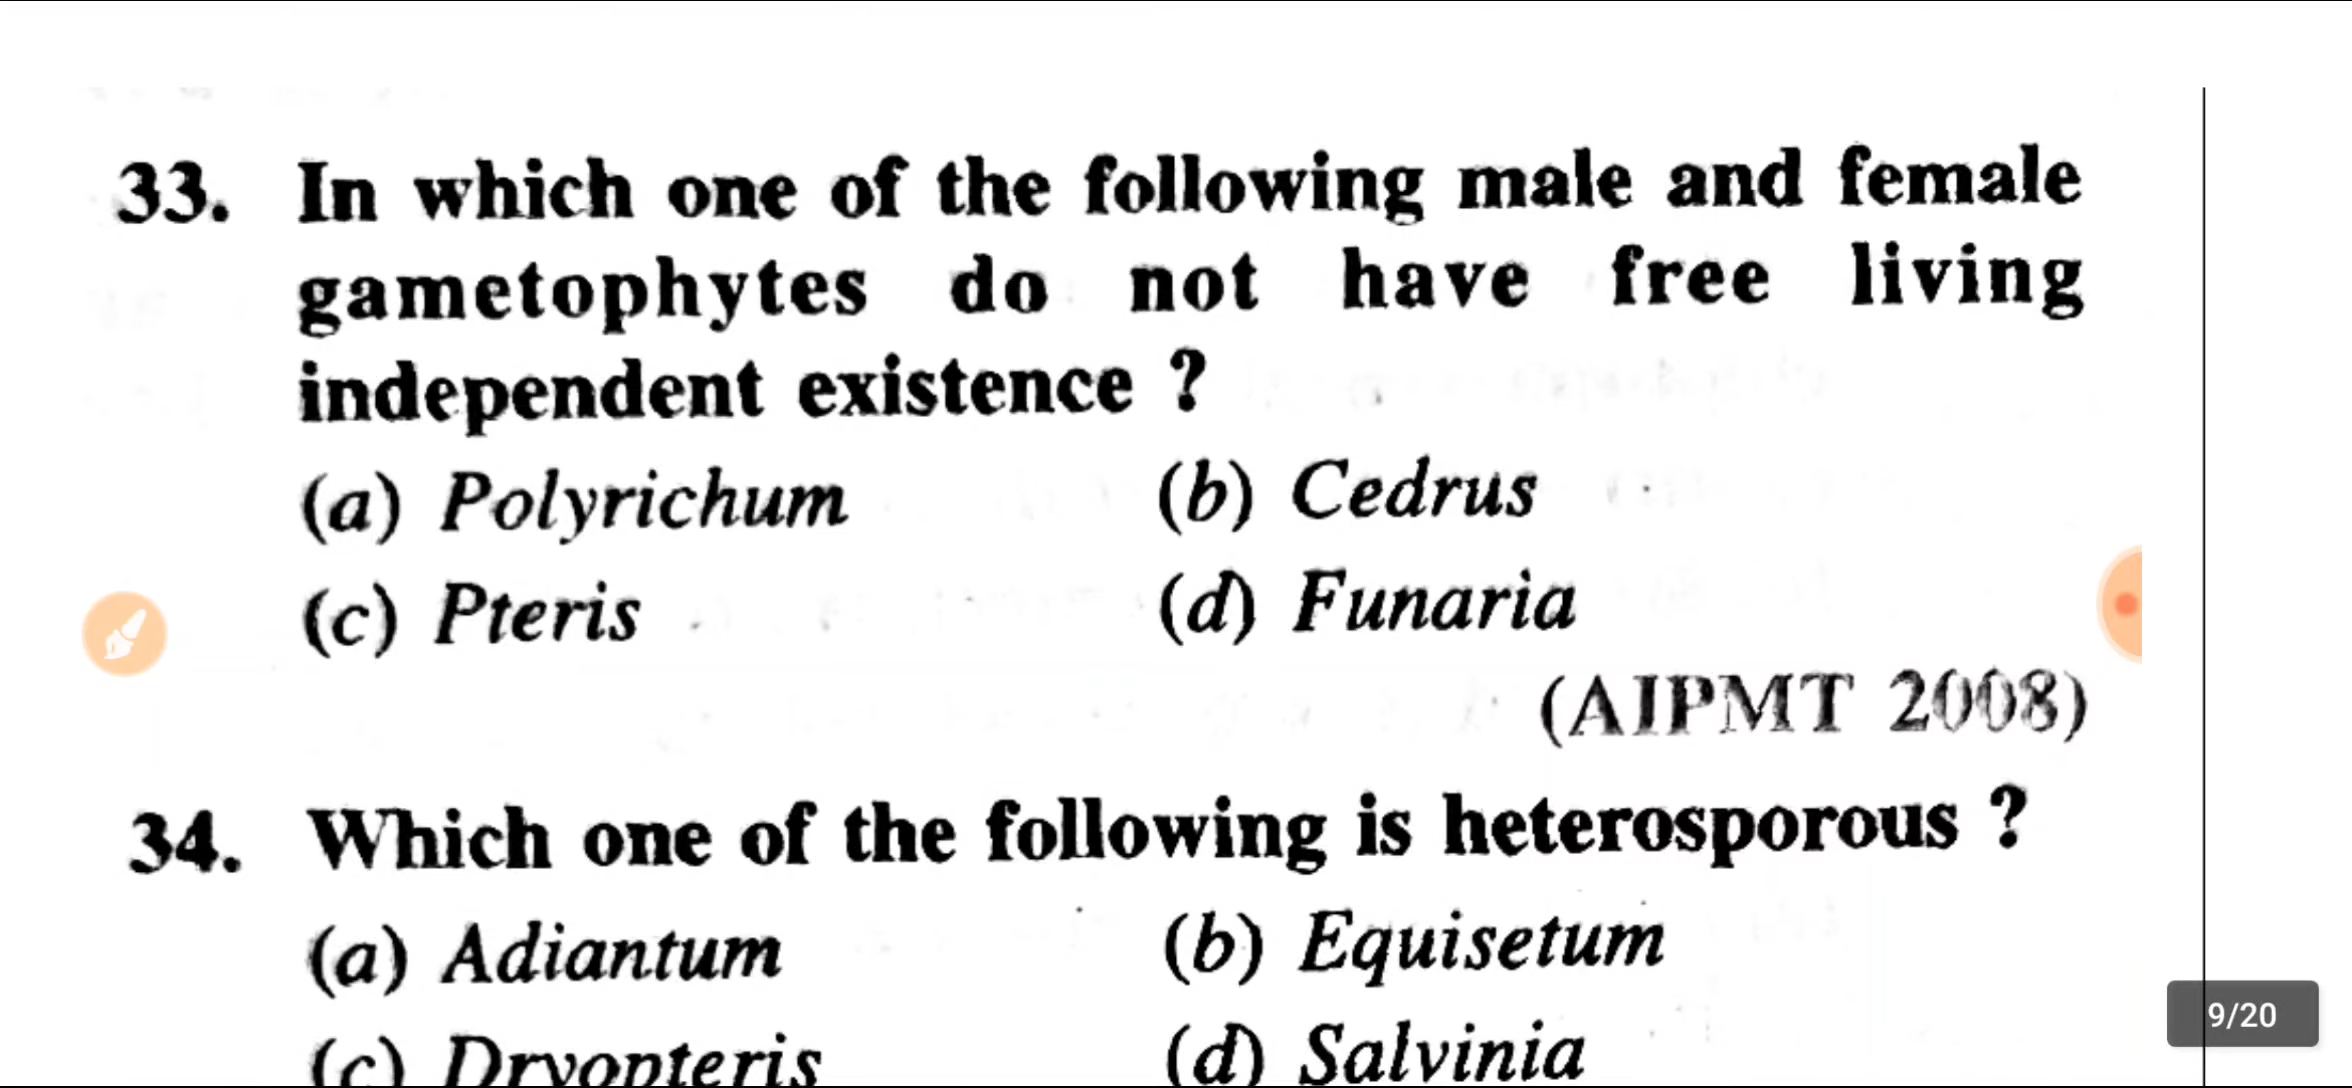 33. In which one of the following male and female
gametophytes do not have free living
independent existence ?
(a) Polyrichum (b) Cedrus
(c) Pteris (d) Funaria
(AIPMT 2008)
34. Which one of the following is heterosporous ?
(a) Adiantum (b) Equisetum
(c) Dryopteris (d) Salvinia
9/20